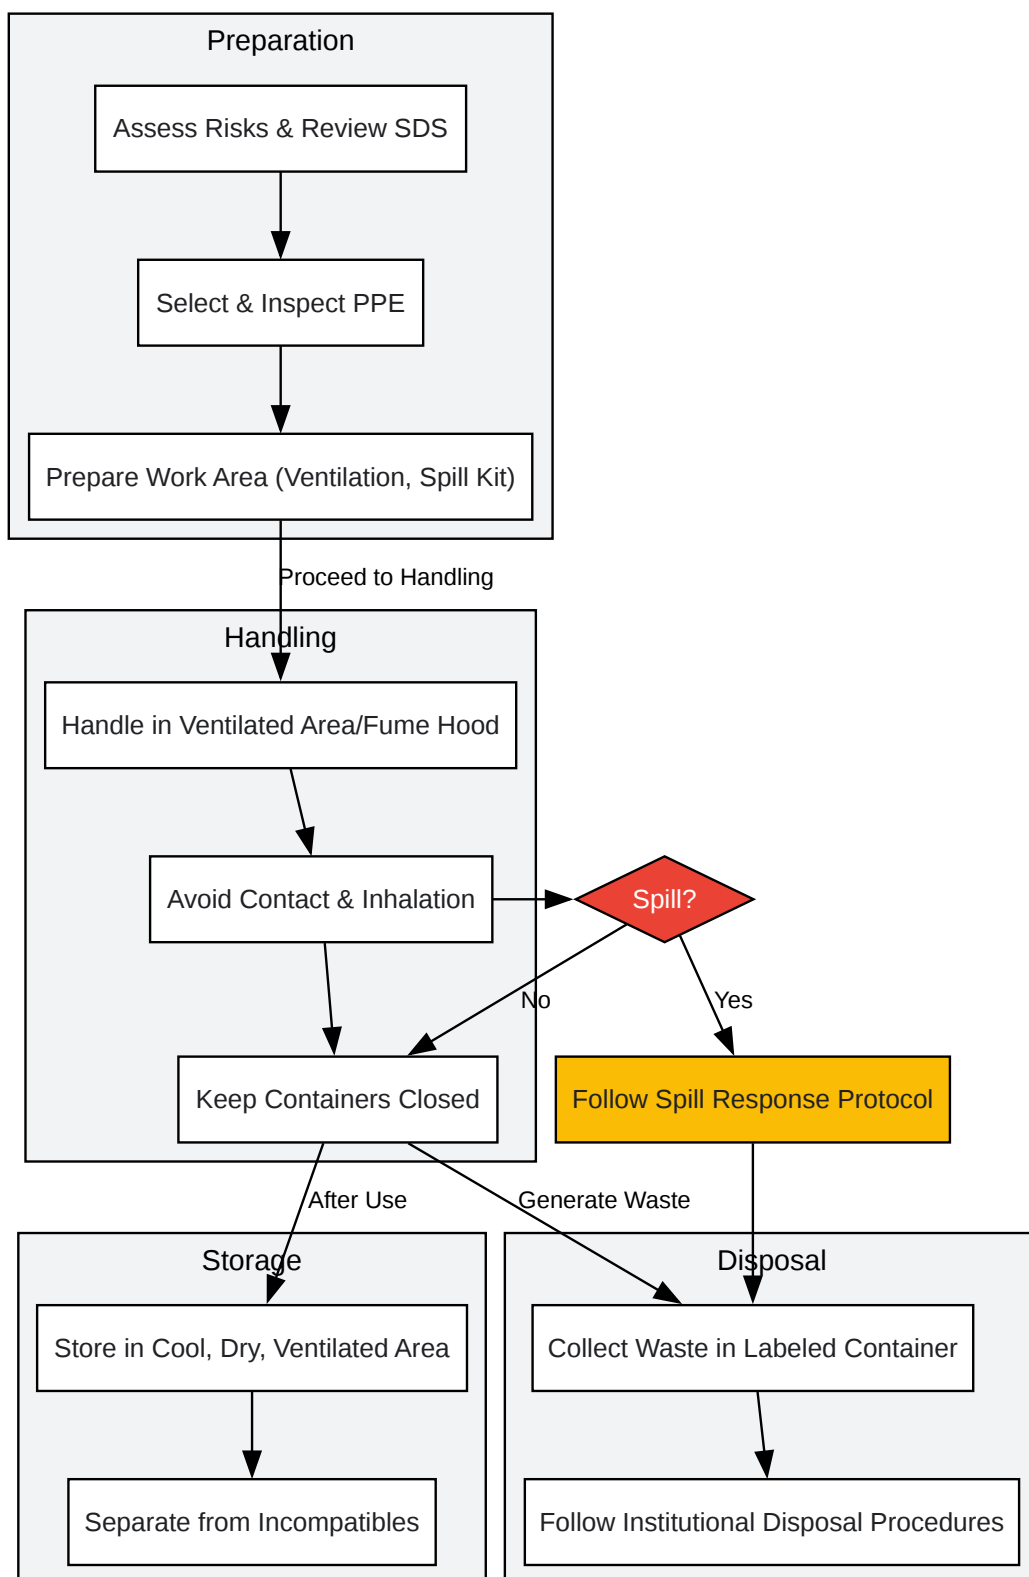 Preparation
Assess Risks & Review SDS
Select & Inspect PPE
Prepare Work Area (Ventilation, Spill Kit)
Proceed to Handling
Handling
Handle in Ventilated Area/Fume Hood
Avoid Contact & Inhalation
Spill?
No
Yes
Keep Containers Closed
Follow Spill Response Protocol
After Use
Generate Waste
Storage
Disposal
Store in Cool, Dry, Ventilated Area
Collect Waste in Labeled Container
Separate from Incompatibles
Follow Institutional Disposal Procedures